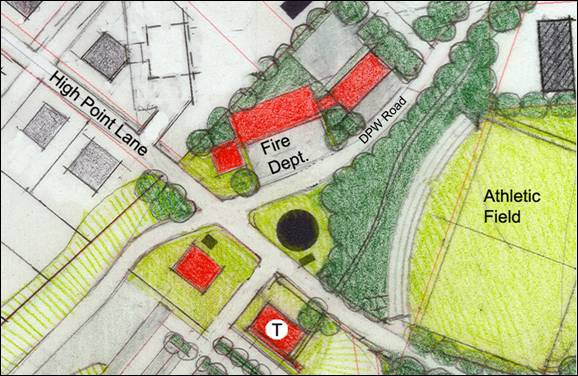 High Point Lane
Fire
Dept.
DPW Road
Athletic
Field
T